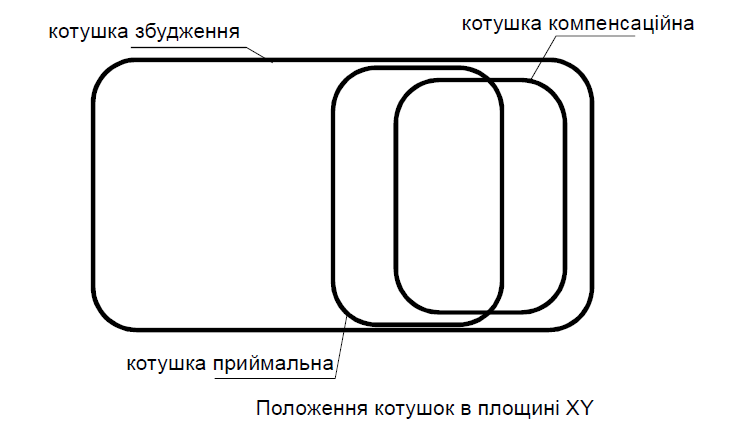 котушка компенсаційна
котушка збудження
котушка приймальна
Положення котушок в площині XY